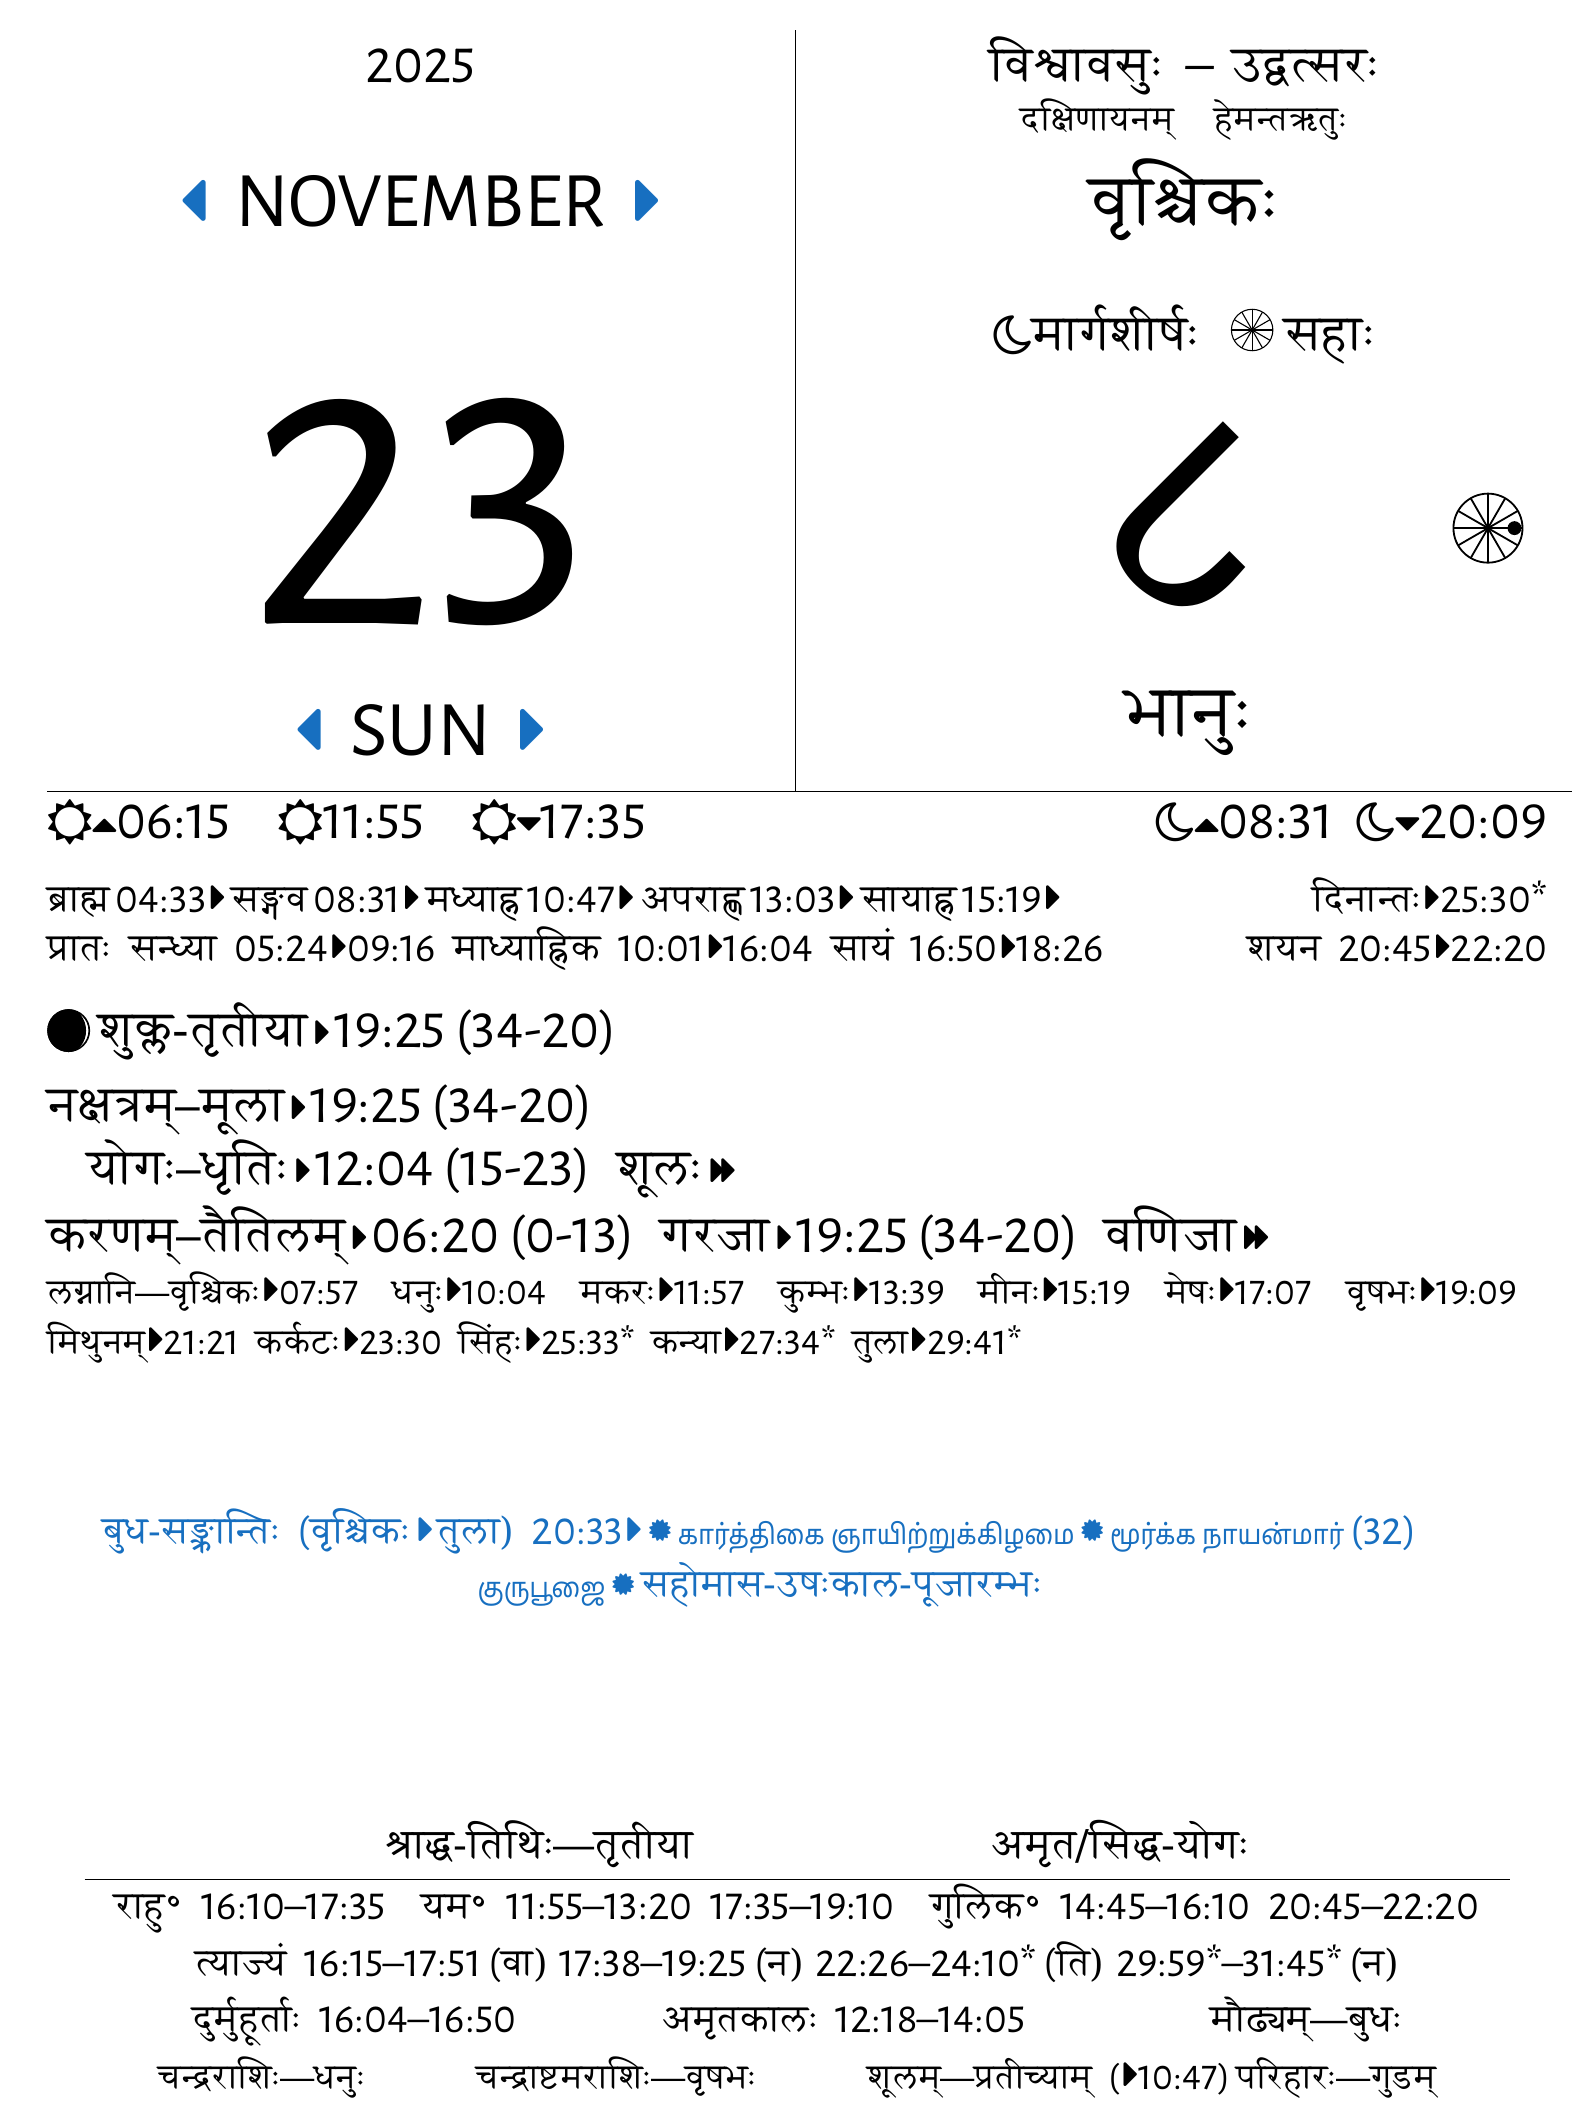 2025
NOVEMBER
23
SUN
विश्वावसुः – उद्वत्सरः
दक्षिणायनम् हेमन्तऋतुः
वृश्चिकः
मार्गशीर्षः सहाः
८
भानुः
06:15 11:55 17:35 08:31 20:09
ब्राह्म 04:33 सङ्गव 08:31 मध्याह्न 10:47 अपराह्ण 13:03 सायाह्न 15:19 दिनान्तः 25:30*
प्रातः सन्ध्या 05:24 09:16 माध्याह्निक 10:01 16:04 सायं 16:50 18:26 शयन 20:45 22:20
शुक्ल-तृतीया 19:25 (34-20)
नक्षत्रम्–मूला 19:25 (34-20)
योगः–धृतिः 12:04 (15-23) शूलः
करणम्–तैतिलम् 06:20 (0-13) गरजा 19:25 (34-20) वणिजा
लग्नानि—वृश्चिकः 07:57 धनुः 10:04 मकरः 11:57 कुम्भः 13:39 मीनः 15:19 मेषः 17:07 वृषभः 19:09
मिथुनम् 21:21 कर्कटः 23:30 सिंहः 25:33* कन्या 27:34* तुला 29:41*
बुध-सङ्क्रान्तिः (वृश्चिकः तुला) 20:33 கார்த்திகை ஞாயிற்றுக்கிழமை மூர்க்க நாயன்மார் (32)
குருபூஜை सहोमास-उषःकाल-पूजारम्भः
श्राद्ध-तिथिः—तृतीया अमृत/सिद्ध-योगः
राहु॰ 16:10–17:35 यम॰ 11:55–13:20 17:35–19:10 गुलिक॰ 14:45–16:10 20:45–22:20
त्याज्यं 16:15–17:51 (वा) 17:38–19:25 (न) 22:26–24:10* (ति) 29:59*–31:45* (न)
दुर्मुहूर्ताः 16:04–16:50 अमृतकालः 12:18–14:05 मौढ्यम्—बुधः
चन्द्रराशिः—धनुः चन्द्राष्टमराशिः—वृषभः शूलम्—प्रतीच्याम् (10:47) परिहारः—गुडम्